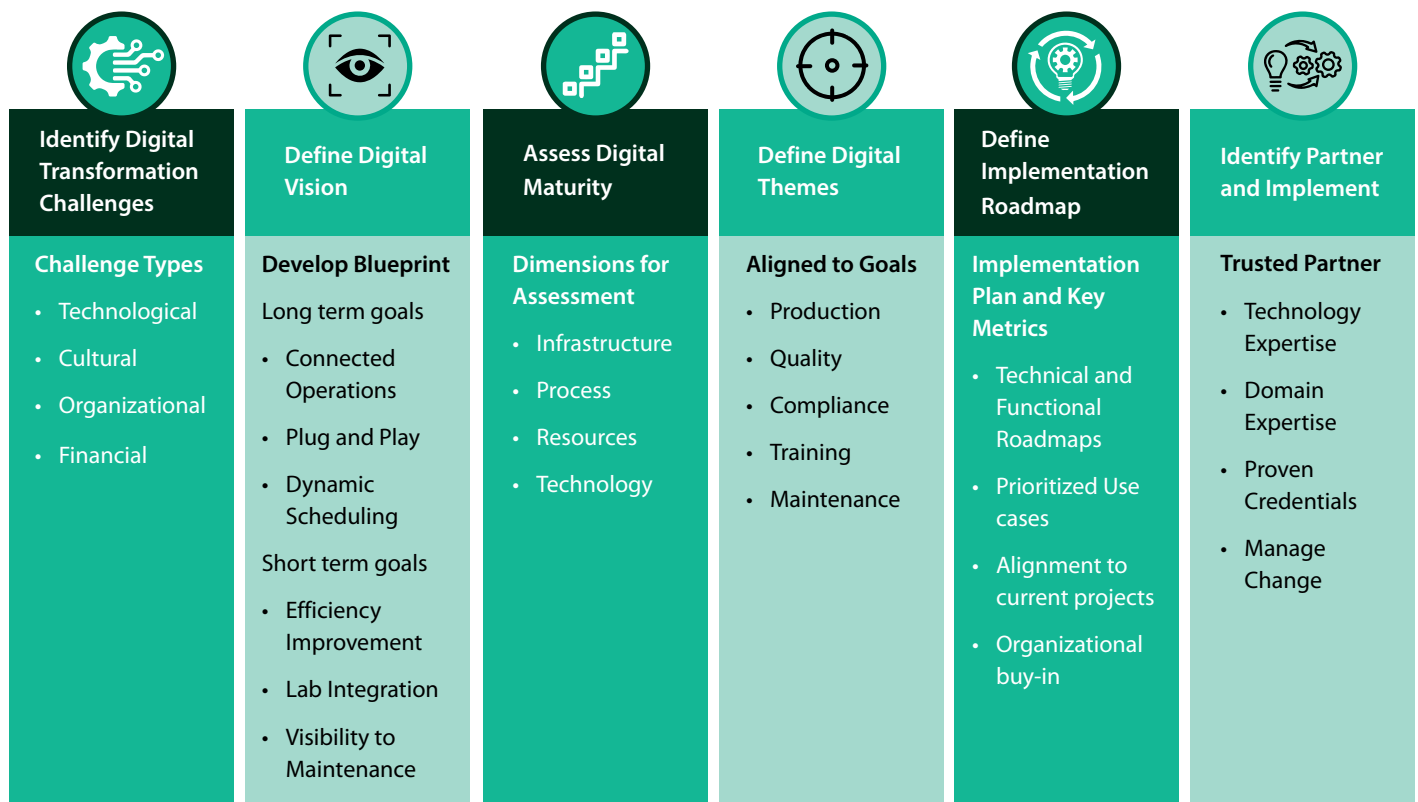 Identify Digital
Transformation
Challenges
Challenge Types
• Technological
• Cultural
• Organizational
• Financial
Define Digital
Vision
Develop Blueprint
Long term goals
• Connected
Operations
• Plug and Play
• Dynamic
Scheduling
Short term goals
• Efficiency
Improvement
• Lab Integration
• Visibility to
Maintenance
Assess Digital
Maturity
Dimensions for
Assessment
• Infrastructure
• Process
• Resources
• Technology
Define Digital
Themes
Aligned to Goals
• Production
• Quality
• Compliance
• Training
• Maintenance
Define
Implementation
Roadmap
Implementation
Plan and Key
Metrics
• Technical and
Functional
Roadmaps
• Prioritized Use
cases
• Alignment to
current projects
• Organizational
buy-in
Identify Partner
and Implement
Trusted Partner
• Technology
Expertise
• Domain
Expertise
• Proven
Credentials
• Manage
Change